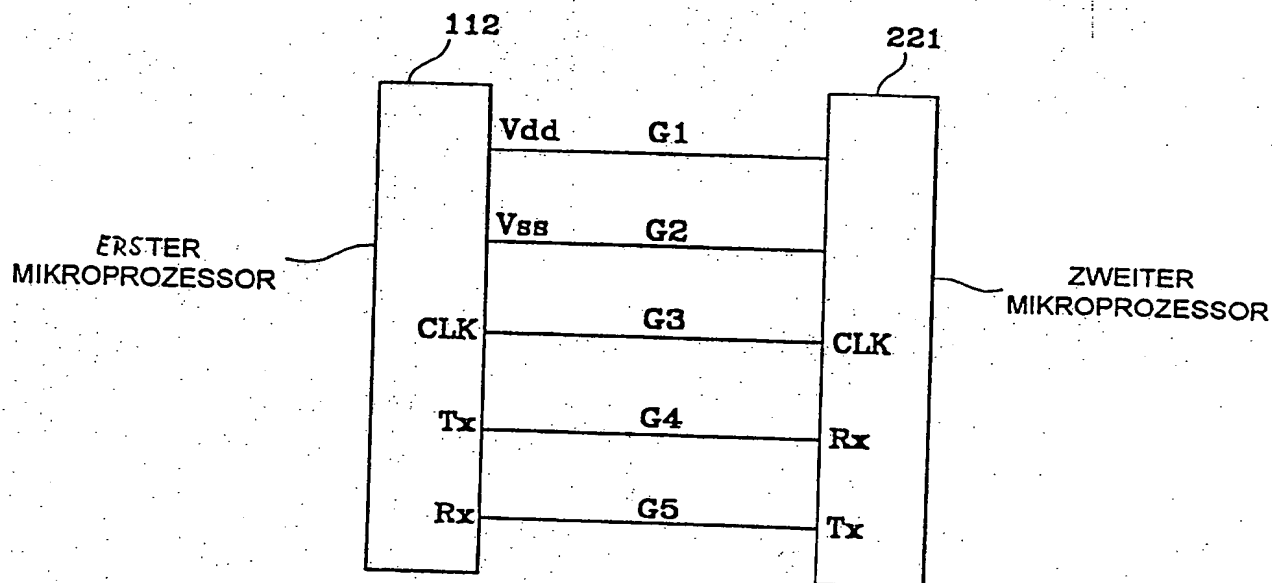 112
221
Vdd G1
Vss G2
ERSTER
MIKROPROZESSOR
ZWEITER
MIKROPROZESSOR
CLK G3 CLK
Tx G4 Rx
Rx G5 Tx